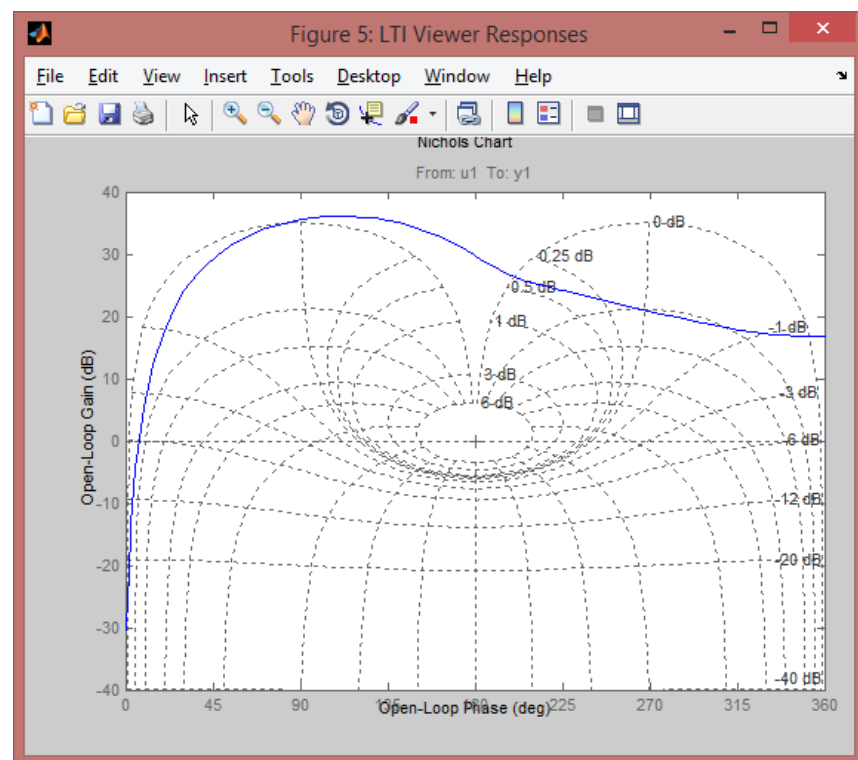 Figure 5: LTI Viewer Responses
File Edit View Insert Tools Desktop Window Help
Nichols Chart
From: u1 To: y1
Open-Loop Gain (dB)
40
30
20
10
0
-10
-20
-30
-40
0 dB
0.25 dB
0.5 dB
1 dB
3 dB
6 dB
-1 dB
-3 dB
-6 dB
-12 dB
-20 dB
-40 dB
0 45 90 135 180 225 270 315 360
Open-Loop Phase (deg)